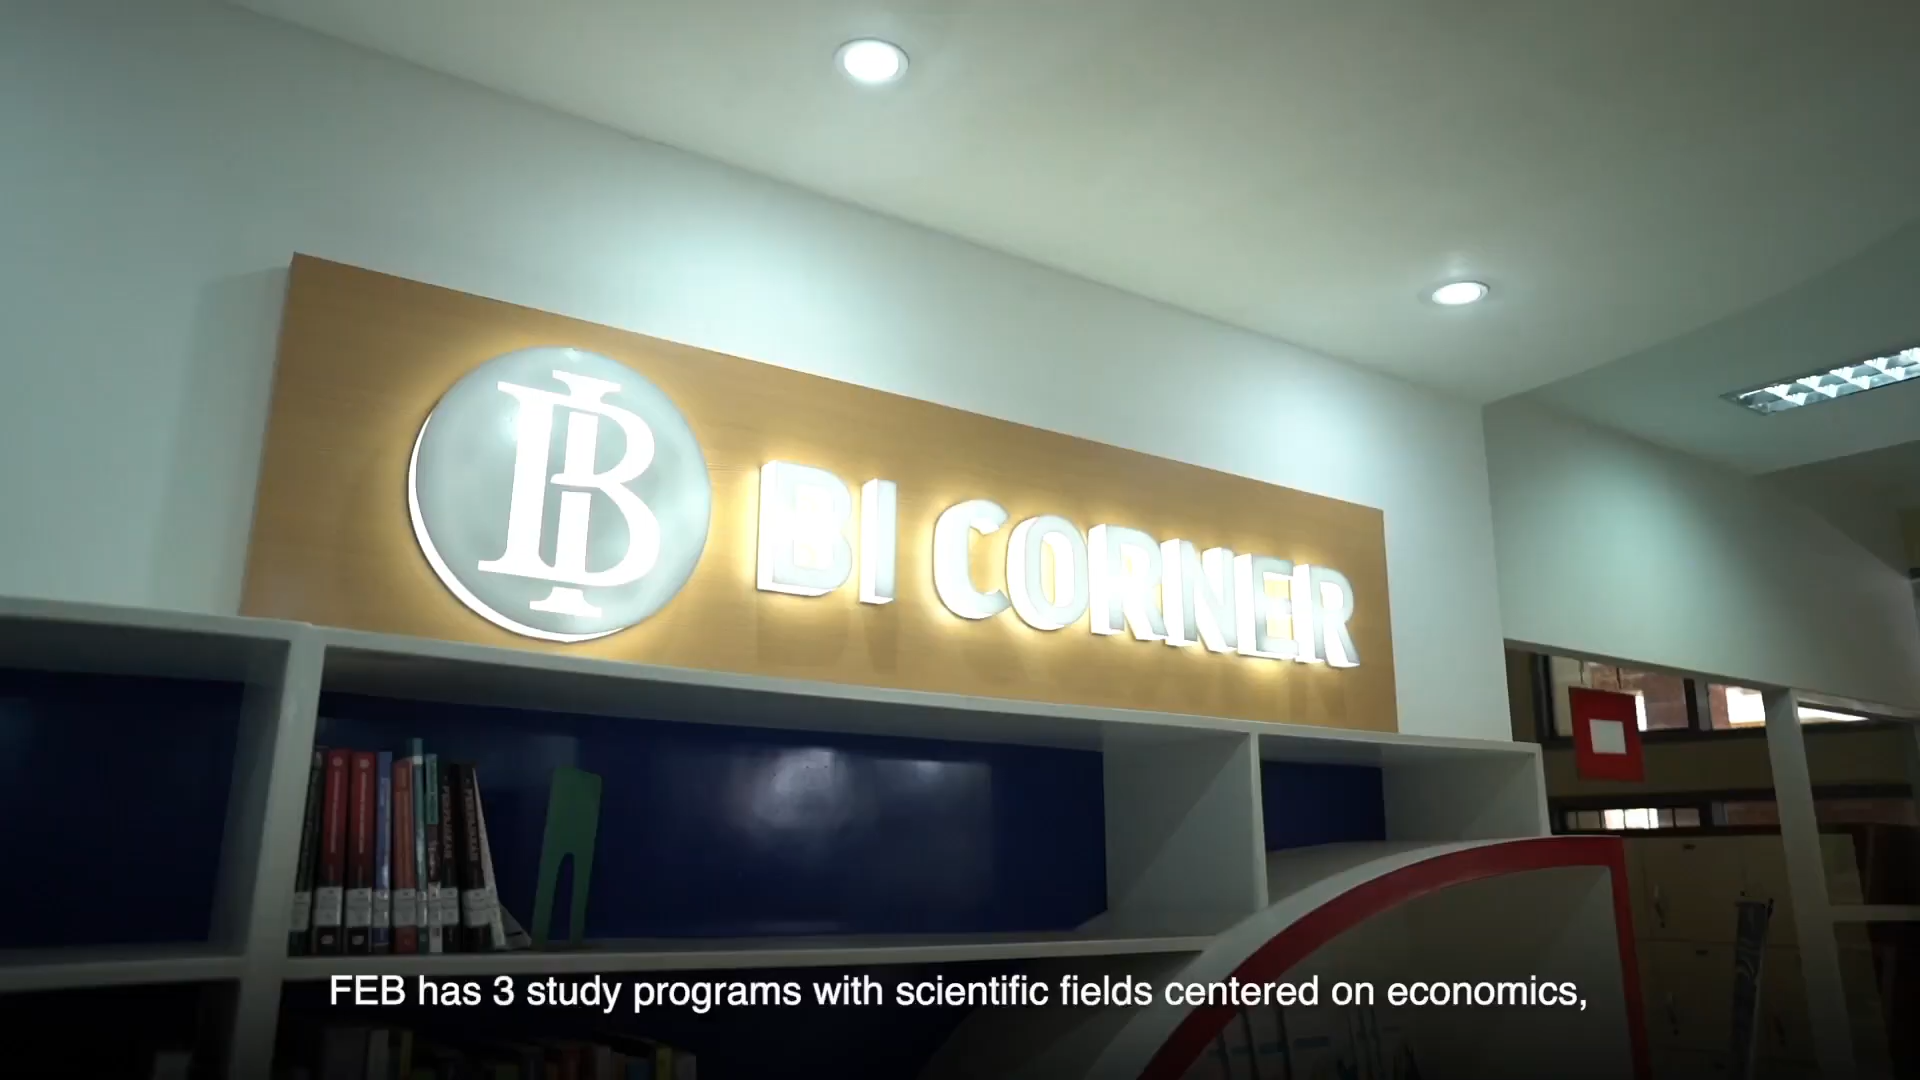 BI
BI CORNER
FEB has 3 study programs with scientific fields centered on economics,